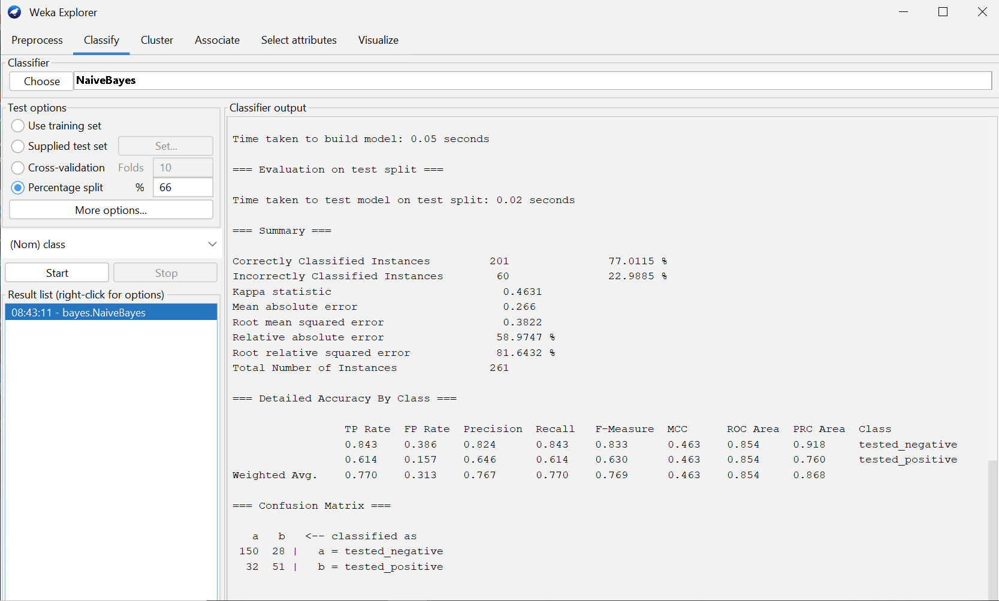 Weka Explorer
Preprocess Classify Cluster Associate Select attributes Visualize
Classifier
Choose NaiveBayes
Test options
Use training set
Supplied test set Set...
Cross-validation Folds 10
Percentage split % 66
More options...
(Nom) class
Start Stop
Result list (right-click for options)
08:43:11 - bayes.NaiveBayes
Classifier output
Time taken to build model: 0.05 seconds
=== Evaluation on test split ===
Time taken to test model on test split: 0.02 seconds
=== Summary ===
Correctly Classified Instances 201 77.0115 %
Incorrectly Classified Instances 60 22.9885 %
Kappa statistic 0.4631
Mean absolute error 0.266
Root mean squared error 0.3822
Relative absolute error 58.9747 %
Root relative squared error 81.6432 %
Total Number of Instances 261
=== Detailed Accuracy By Class ===
TP Rate FP Rate Precision Recall F-Measure MCC ROC Area PRC Area Class
0.843 0.386 0.824 0.843 0.833 0.463 0.854 0.918 tested_negative
0.614 0.157 0.646 0.614 0.630 0.463 0.854 0.760 tested_positive
Weighted Avg. 0.770 0.313 0.767 0.770 0.769 0.463 0.854 0.868
=== Confusion Matrix ===
a b <-- classified as
150 28 | a = tested_negative
32 51 | b = tested_positive